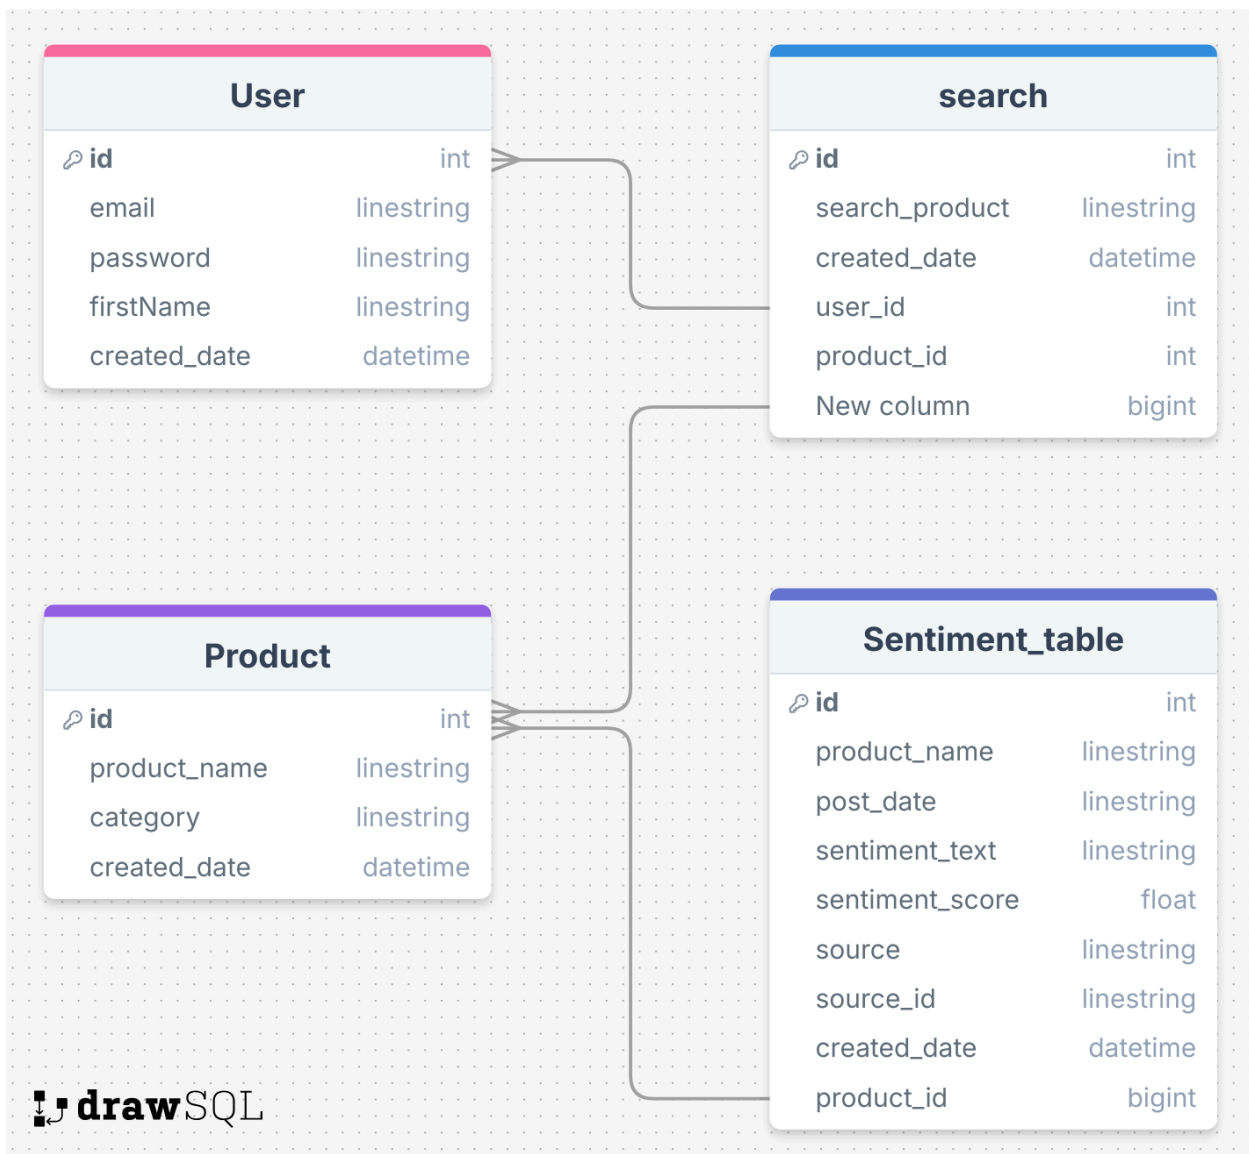 User
id int
email linestring
password linestring
firstName linestring
created_date datetime
search
id int
search_product linestring
created_date datetime
user_id int
product_id int
New column bigint
Product
id int
product_name linestring
category linestring
created_date datetime
Sentiment_table
id int
product_name linestring
post_date linestring
sentiment_text linestring
sentiment_score float
source linestring
source_id linestring
created_date datetime
product_id bigint
drawSQL